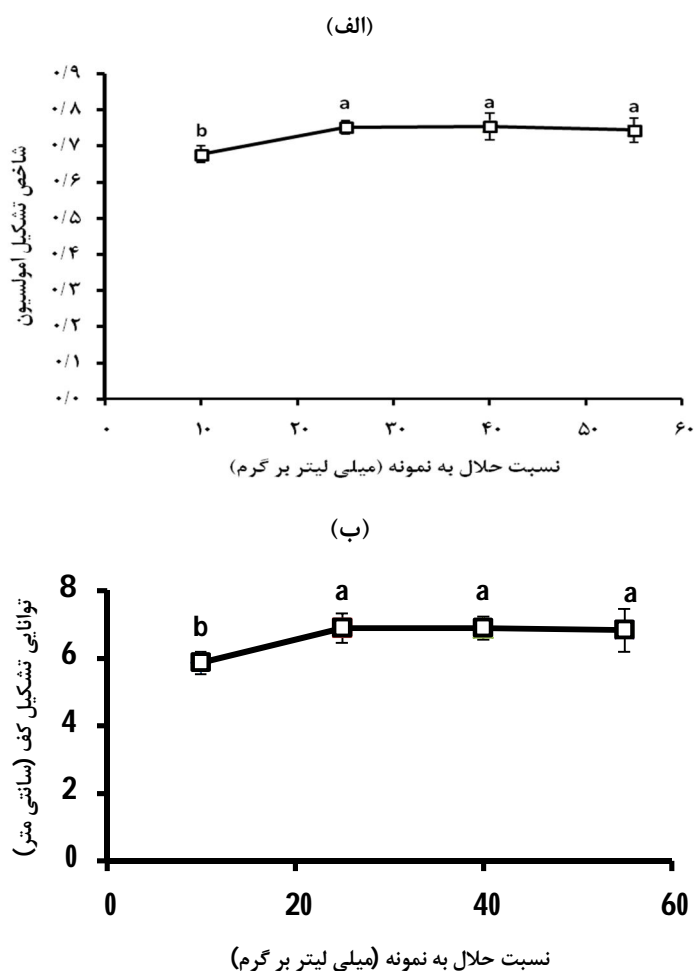 (الف)
شاخص تشکیل امولسیون
۰/۹
۰/۸
۰/۷
۰/۶
۰/۵
۰/۴
۰/۳
۰/۲
۰/۱
۰/۰
b a a a
۰ ۱۰ ۲۰ ۳۰ ۴۰ ۵۰ ۶۰
نسبت حلال به نمونه (میلی لیتر بر گرم)
(ب)
توانایی تشکیل کف (سانتی متر)
8
6
4
2
0
b a a a
0 20 40 60
نسبت حلال به نمونه (میلی لیتر بر گرم)